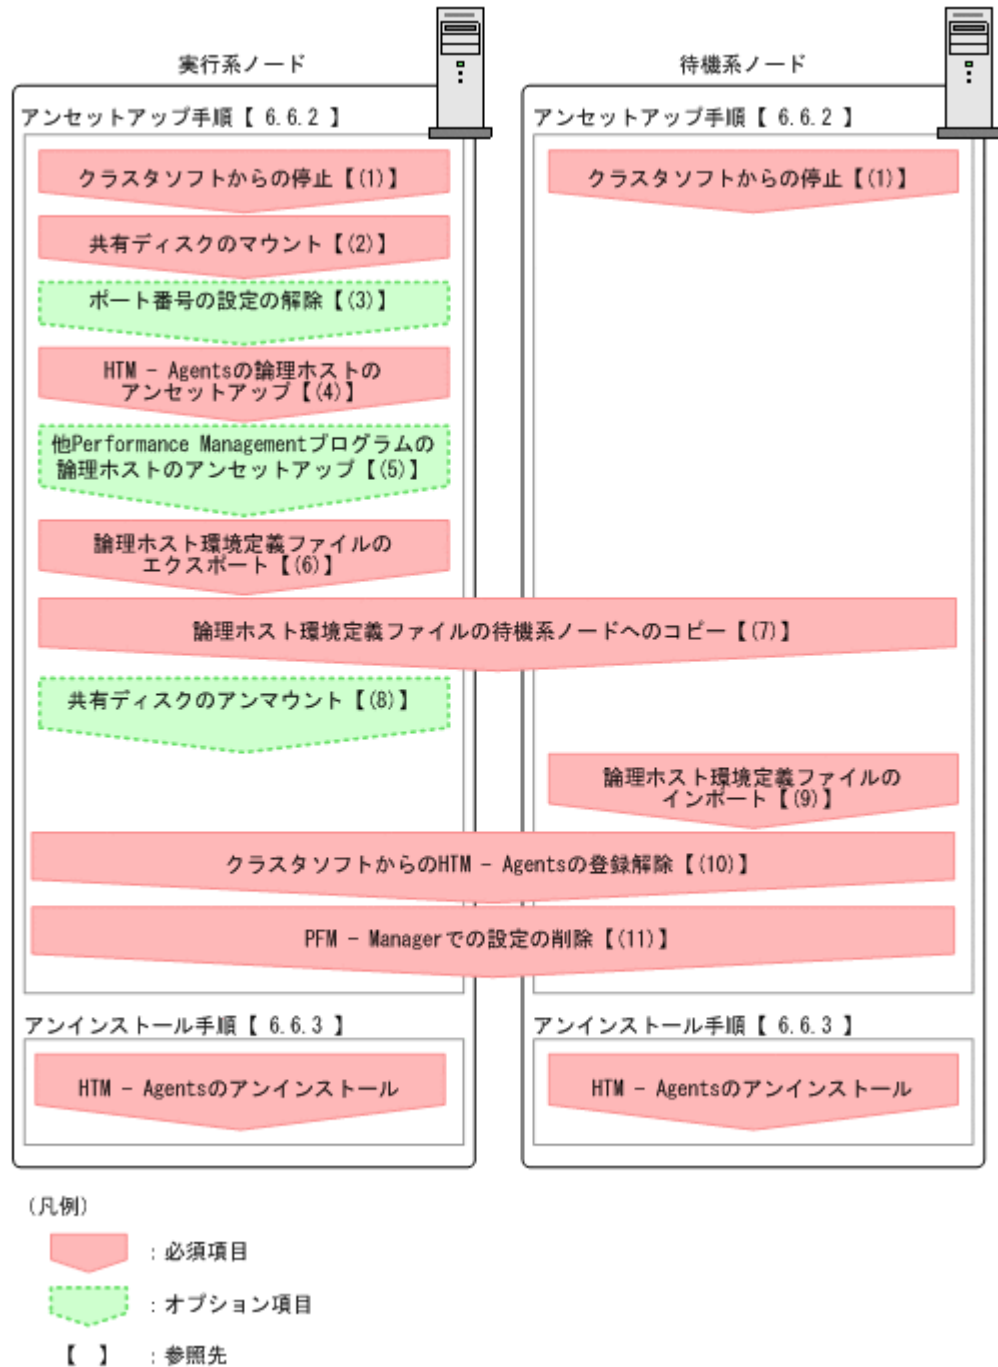 実行系ノード
待機系ノード
アンセットアップ手順【 6.6.2 】
アンセットアップ手順【 6.6.2 】
クラスタソフトからの停止【(1)】
クラスタソフトからの停止【(1)】
共有ディスクのマウント【(2)】
ポート番号の設定の解除【(3)】
HTM - Agentsの論理ホストの
アンセットアップ【(4)】
他Performance Managementプログラムの
論理ホストのアンセットアップ【(5)】
論理ホスト環境定義ファイルの
エクスポート【(6)】
論理ホスト環境定義ファイルの待機系ノードへのコピー【(7)】
共有ディスクのアンマウント【(8)】
論理ホスト環境定義ファイルの
インポート【(9)】
クラスタソフトからのHTM - Agentsの登録解除【(10)】
PFM - Managerでの設定の削除【(11)】
アンインストール手順【 6.6.3 】
アンインストール手順【 6.6.3 】
HTM - Agentsのアンインストール
HTM - Agentsのアンインストール
(凡例)
：必須項目
：オプション項目
【 】 ：参照先